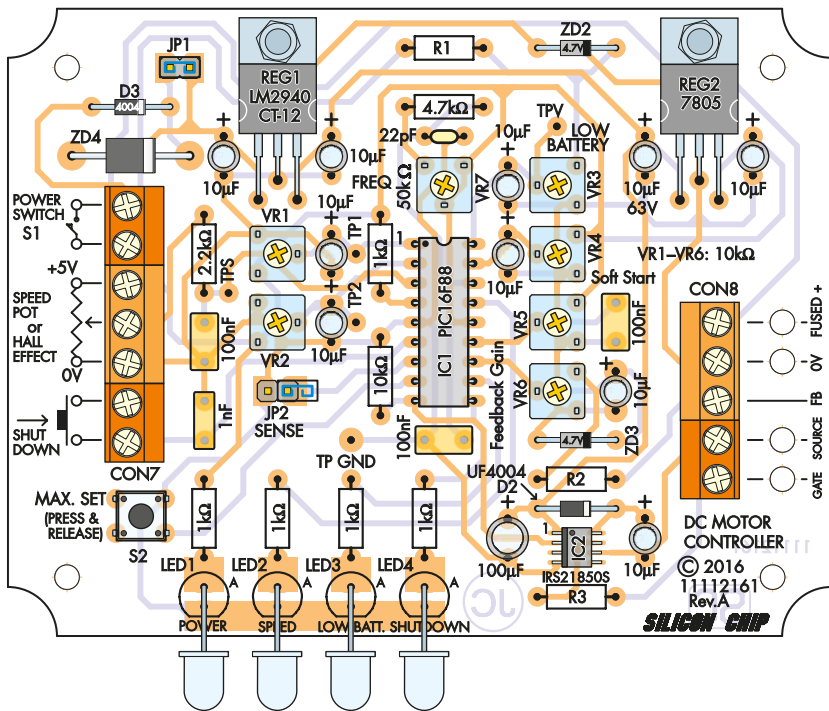 JP1
D3
4004
ZD4
REG1
LM2940
CT-12
R1
4.7kΩ
22pF
ZD2
4.7V
REG2
7805
TPV
LOW
BATTERY
10µF
10µF
10µF
10µF
63V
10µF
FREQ
50kΩ
VR7
VR3
POWER
SWITCH
S1
2.2kΩ
TPS
VR1
10µF
TP1
1kΩ
1
10µF
VR4
VR1–VR6: 10kΩ
+5V
SPEED
POT
or
HALL
EFFECT
0V
100nF
VR2
10µF
TP2
PIC16F88
IC1
VR5
Soft Start
100nF
CON8
FUSED +
0V
FB
SOURCE
GATE
SHUT
DOWN
CON7
1nF
JP2
SENSE
10kΩ
100nF
Feedback Gain
VR6
10µF
4.7V
ZD3
TP GND
UF4004
D2
R2
MAX. SET
(PRESS &
RELEASE)
S2
1kΩ
1kΩ
1kΩ
1kΩ
100µF
1
IC2
IRS21850S
10µF
R3
DC MOTOR
CONTROLLER
© 2016
11112161
Rev.A
11112161
JC
SILICON CHIP
LED1
A
LED2
A
LED3
A
LED4
A
POWER
SPEED
LOW BATT.
SHUTDOWN